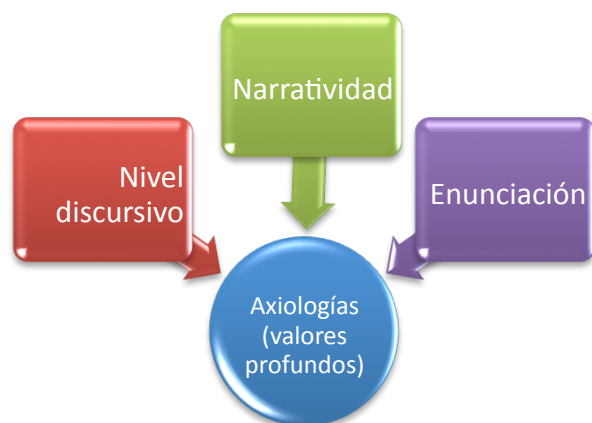 Narratividad
Nivel
discursivo
Enunciación
Axiologías
(valores
profundos)